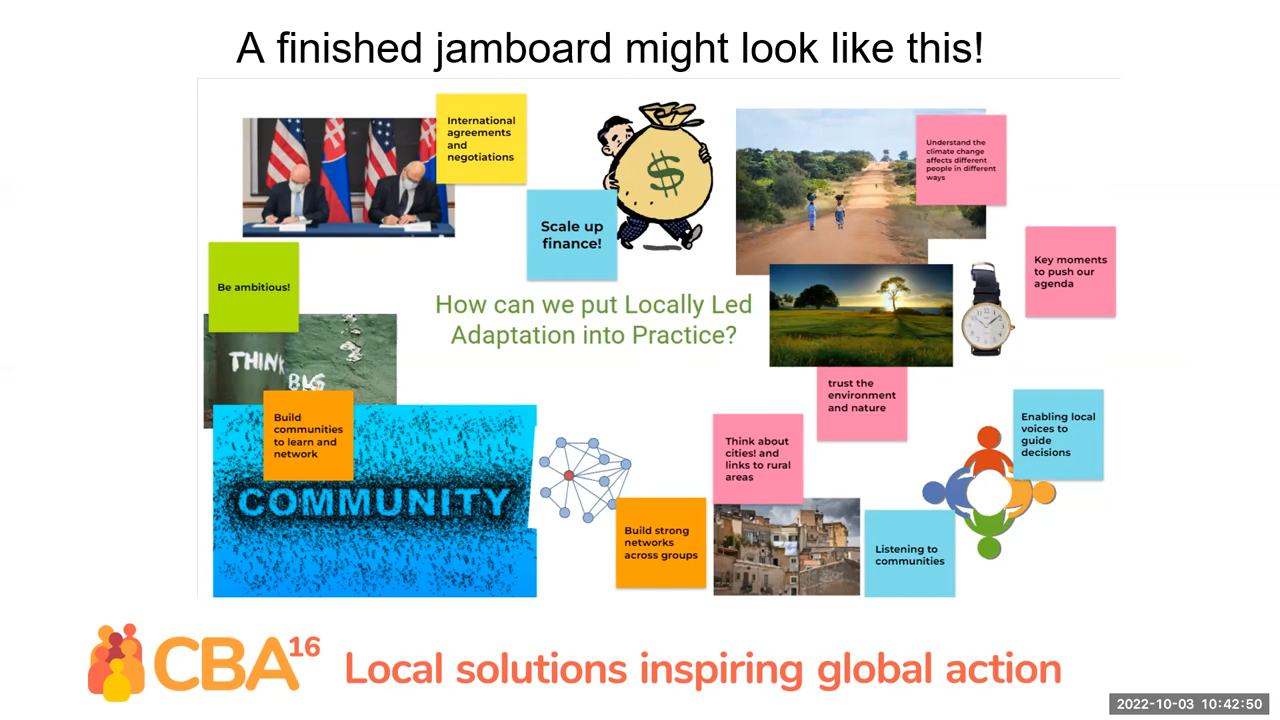 A finished jamboard might look like this!
International
agreements
and
negotiations
$
Scale up
finance!
Understand the
climate change
affects different
people in different
ways
Key moments
to push our
agenda
Be ambitious!
How can we put Locally Led
Adaptation into Practice?
THINK
BIG
trust the
environment
and nature
Build
communities
to learn and
network
COMMUNITY
Think about
cities! and
links to rural
areas
Enabling local
voices to
guide
decisions
Build strong
networks
across groups
Listening to
communities
CBA16
Local solutions inspiring global action
2022-10-03 10:42:50